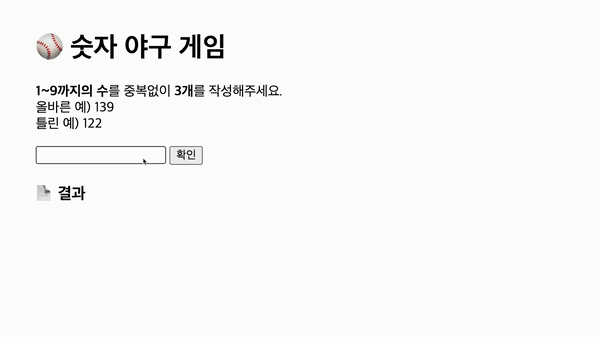 숫자 야구 게임
1~9까지의 수를 중복없이 3개를 작성해주세요.
올바른 예) 139
틀린 예) 122
확인
결과